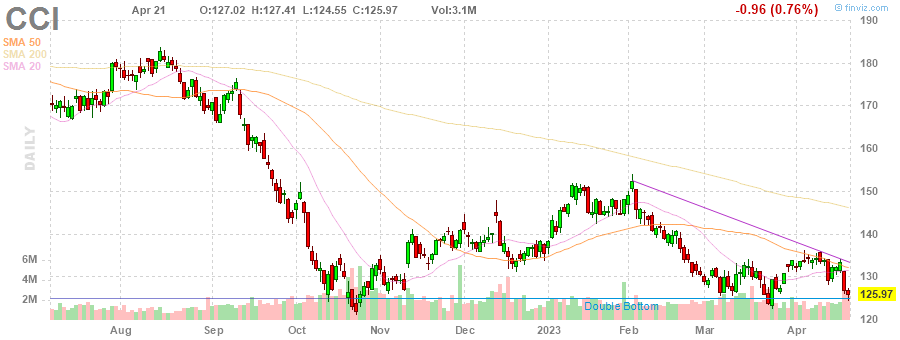 CCI Apr 21 O:127.02 H:127.41 L:124.55 C:125.97 Vol:3.1M -0.96 (0.76%) @ finviz.com
SMA 50
SMA 200
SMA 20
DAILY
190
180
170
160
150
140
130
125.97
120
6M
4M
2M
Double Bottom
Aug Sep Oct Nov Dec 2023 Feb Mar Apr